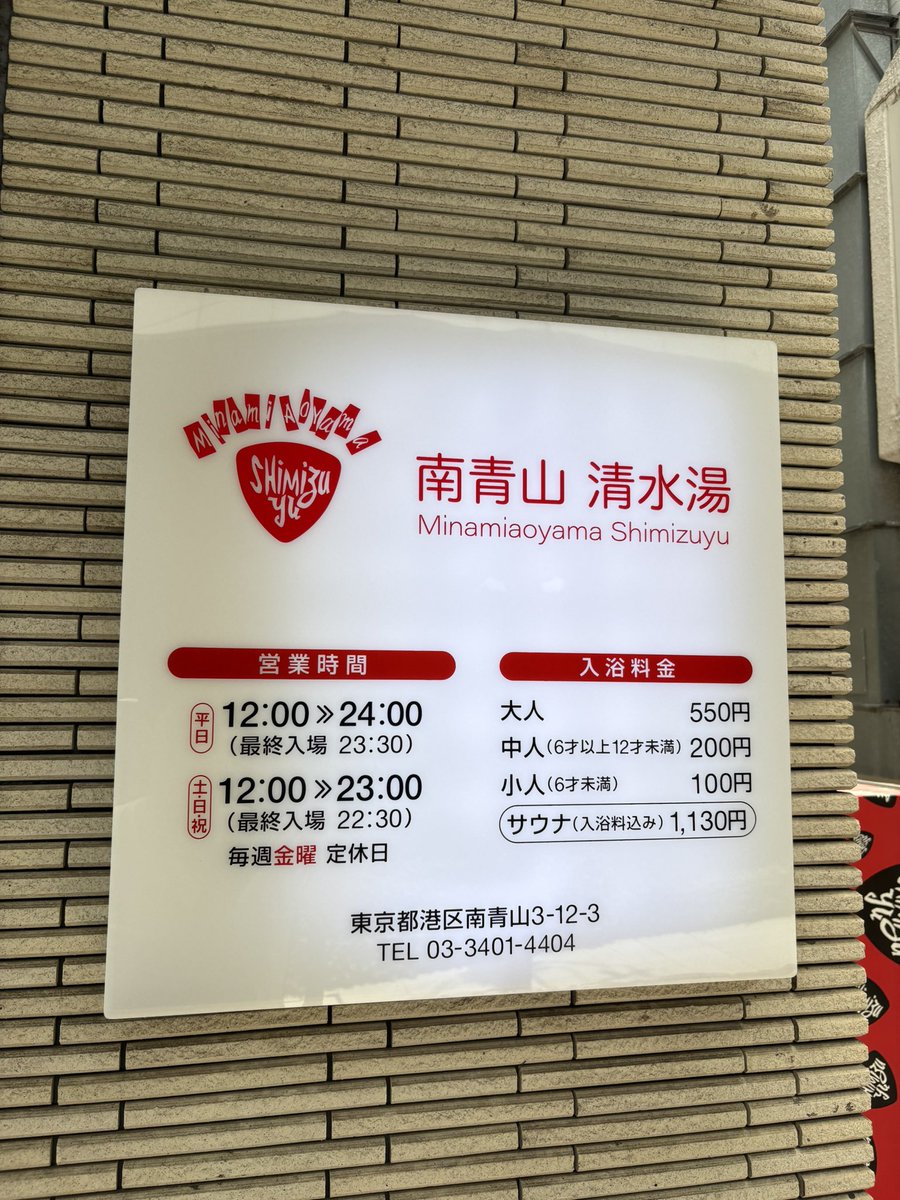 Minami AOYama
SHimizu
yu
南青山 清水湯
Minamiaoyama Shimizuyu
営業時間
平日 12:00 » 24:00
(最終入場 23:30)
土・日・祝 12:00 » 23:00
(最終入場 22:30)
毎週金曜 定休日
入浴料金
大人 550円
中人(6才以上12才未満) 200円
小人(6才未満) 100円
サウナ(入浴料込み) 1,130円
東京都港区南青山3-12-3
TEL 03-3401-4404